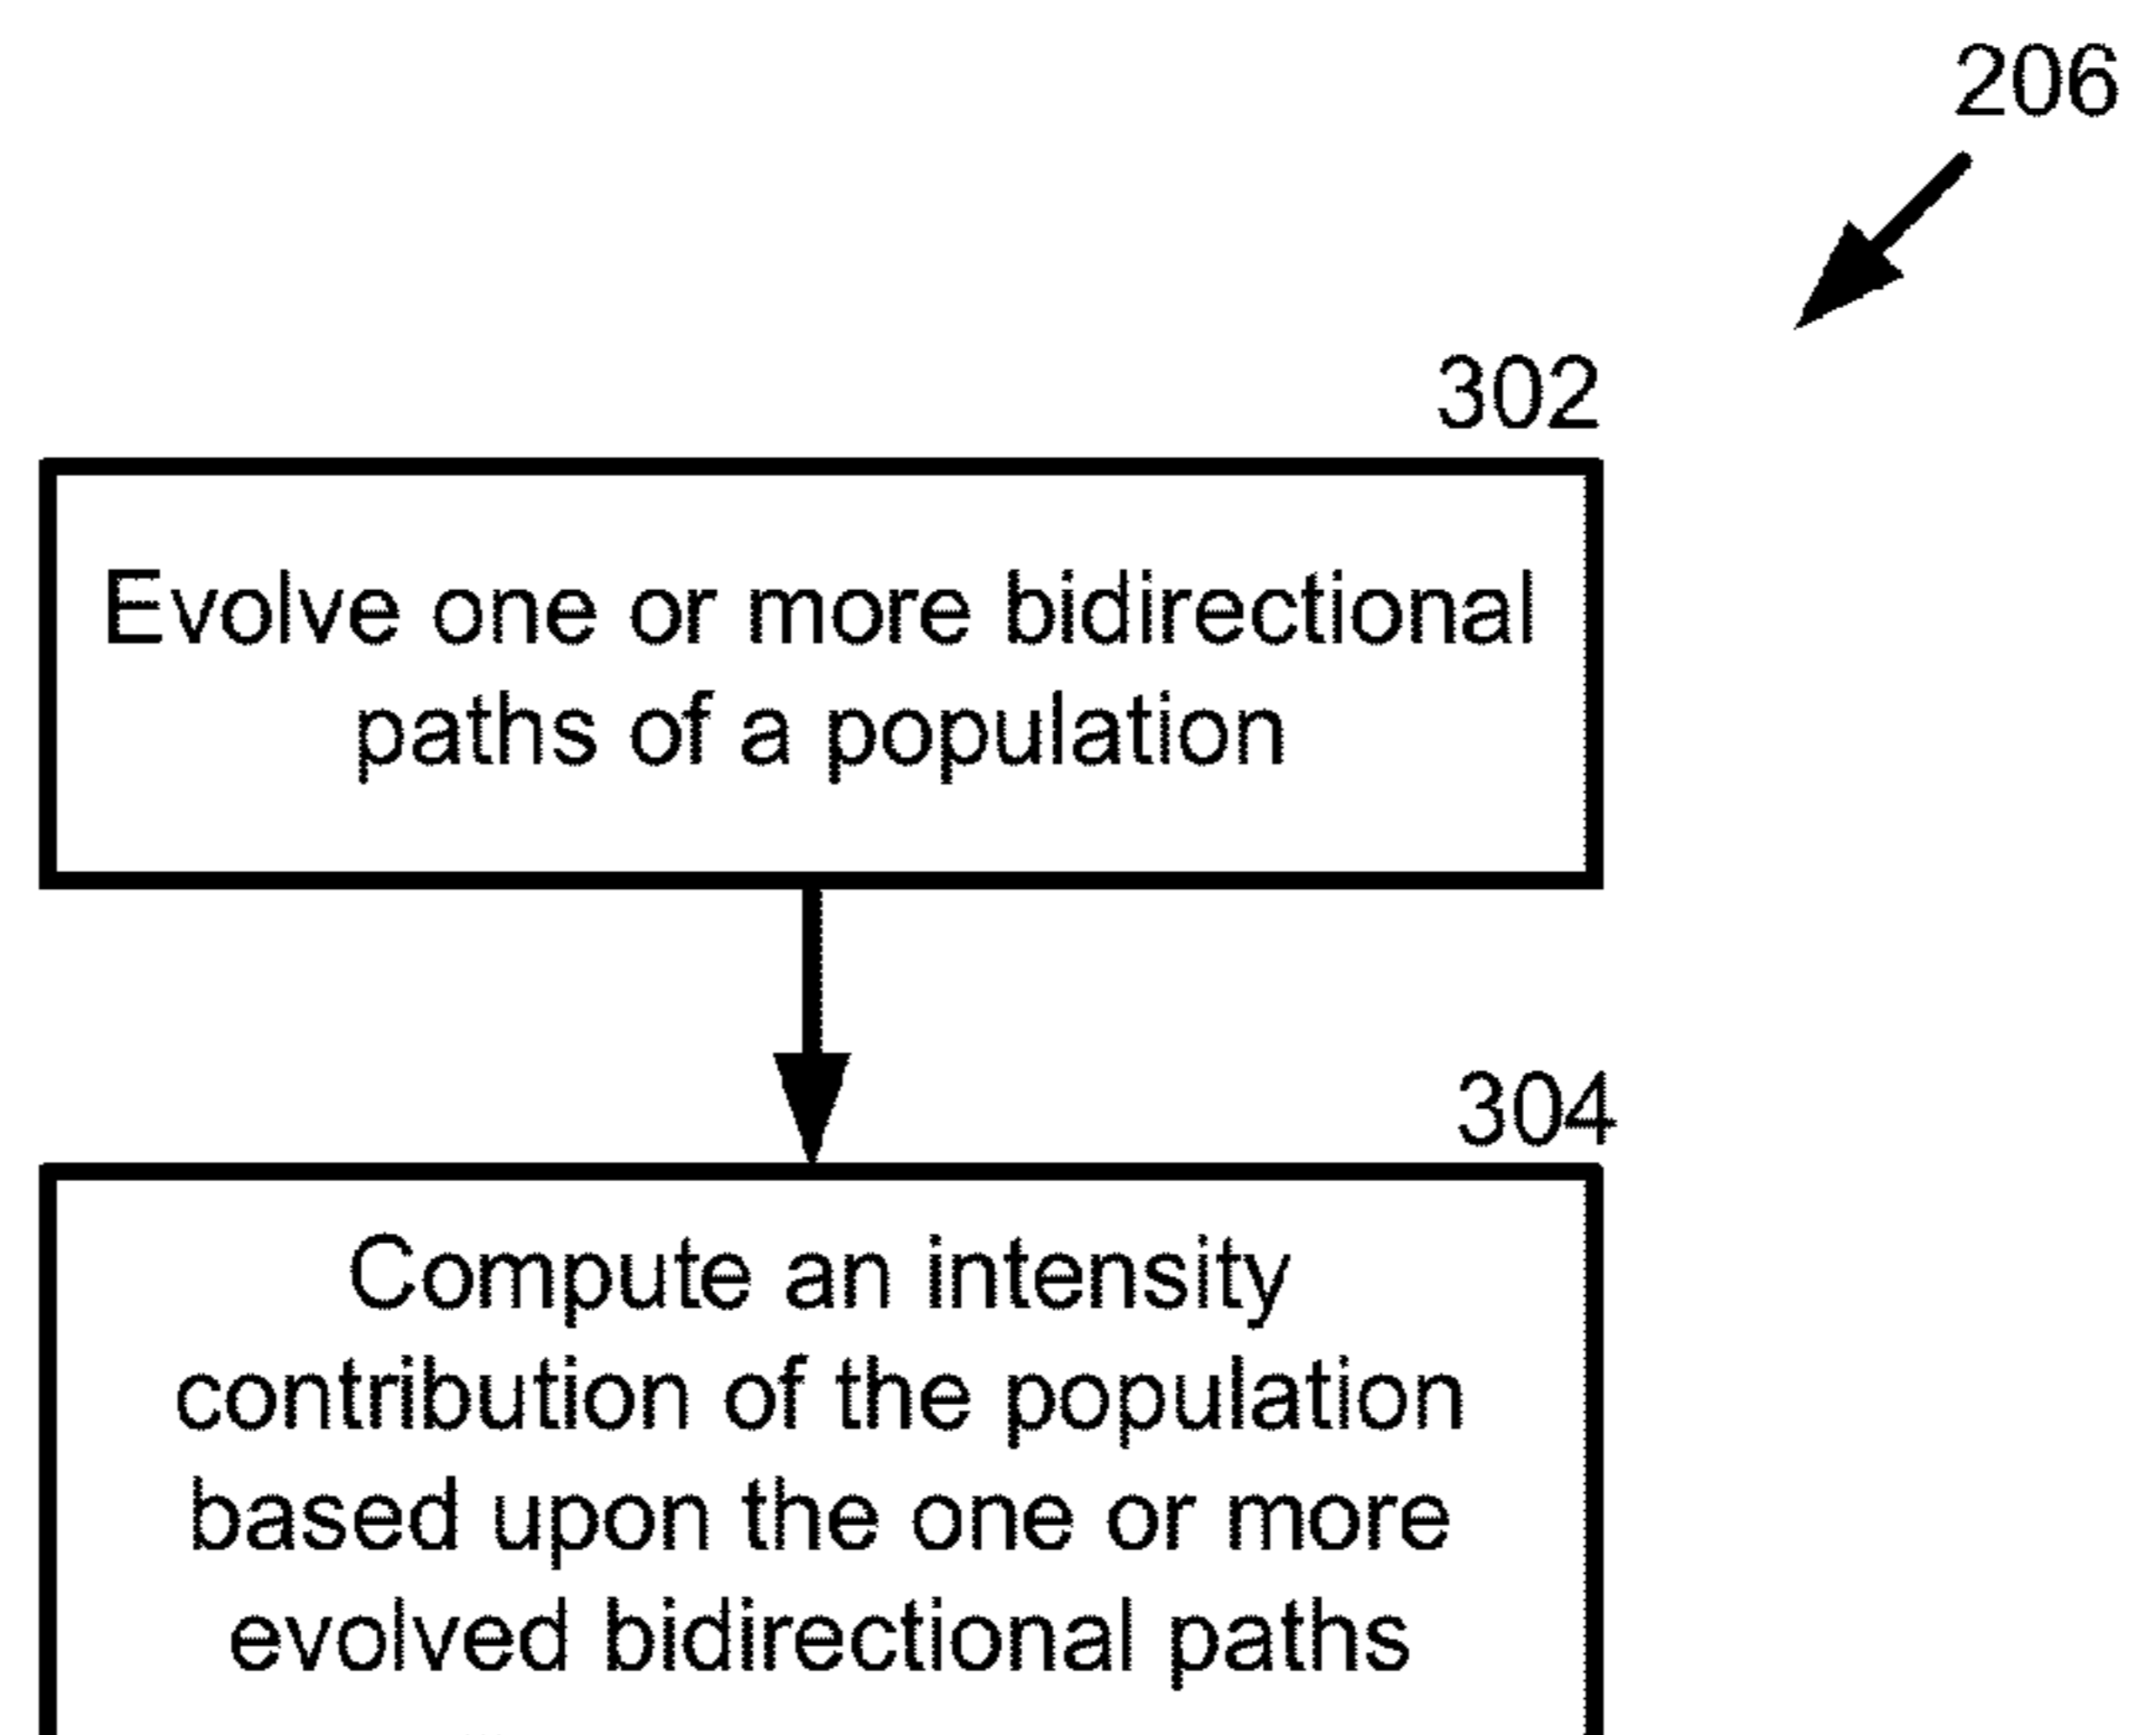 206
302
Evolve one or more bidirectional
paths of a population
304
Compute an intensity
contribution of the population
based upon the one or more
evolved bidirectional paths